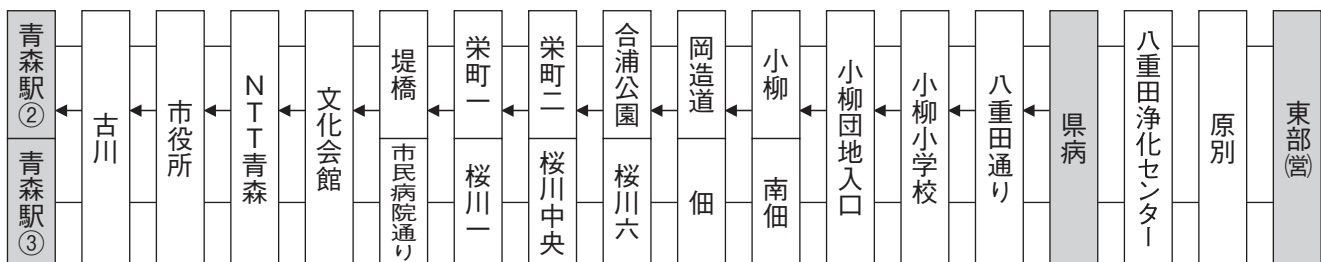 青森駅②
青森駅③
古川
市役所
NTT青森
文化会館
堤橋
市民病院通り
栄町一
桜川一
栄町二
桜川中央
合浦公園
桜川六
岡造道
佃
小柳
南佃
小柳団地入口
小柳小学校
八重田通り
県病
八重田浄化センター
原別
東部㈺